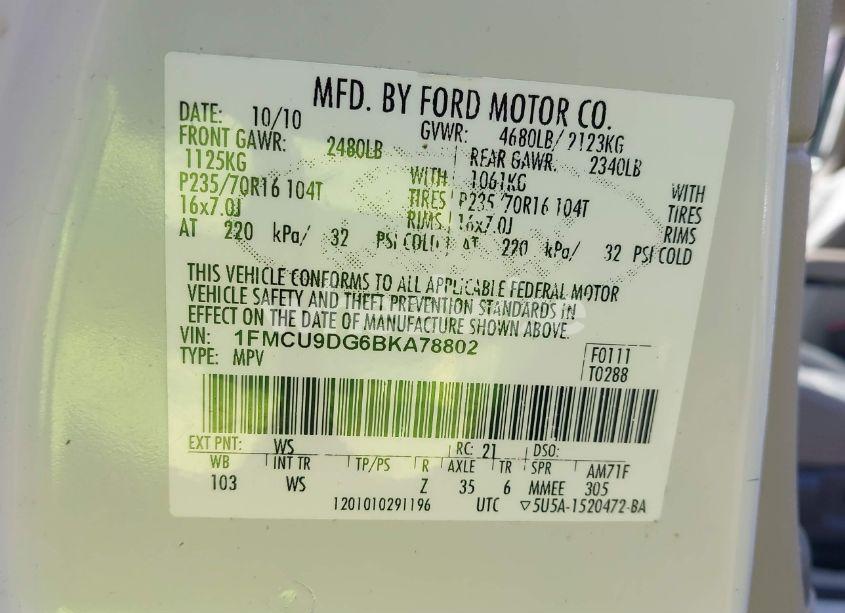 MFD. BY FORD MOTOR CO.
DATE: 10/10 GVWR: 4680LB/ 2123KG
FRONT GAWR: 2480LB REAR GAWR: 2340LB
1125KG WITH 1061KG WITH
P235/70R16 104T TIRES P235/70R16 104T TIRES
16x7.0J RIMS 16x7.0J RIMS
AT 220 kPa/ 32 PSI COLD AT 220 kPa/ 32 PSI COLD
THIS VEHICLE CONFORMS TO ALL APPLICABLE FEDERAL MOTOR
VEHICLE SAFETY AND THEFT PREVENTION STANDARDS IN
EFFECT ON THE DATE OF MANUFACTURE SHOWN ABOVE.
VIN: 1FMCU9DG6BKA78802
TYPE: MPV F0111
T0288
EXT PNT: WS RC: 21 DSO:
WB INT TR TP/PS R AXLE TR SPR AM71F
103 WS Z 35 6 MMEE 305
1201010291196 UTC ▽5U5A-1520472-BA